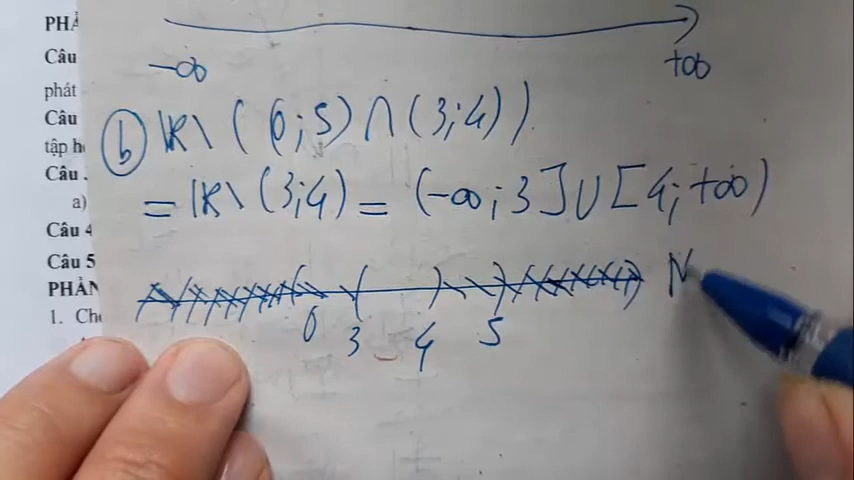 PHẦ
-∞ +∞
Câu
phát
b) ℝ\ ( (0;5) ∩ (3;4) )
Câu
tập h
= ℝ\ (3;4) = (-∞;3] ∪ [4;+∞)
Câu
a)
Câu 4
Câu 5
PHẦN
0 3 4 5
1. Ch